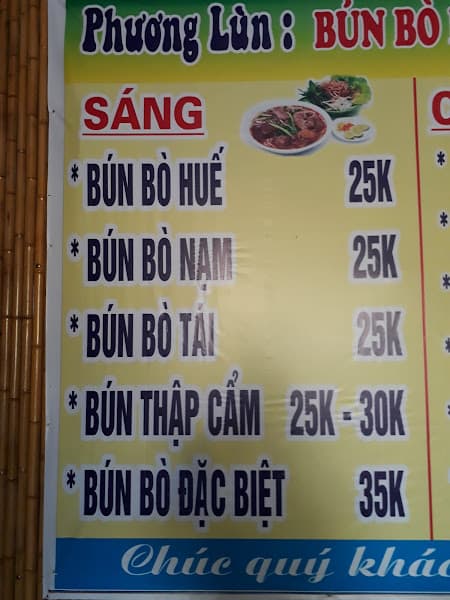 Phương Lùn : BÚN BÒ
SÁNG
* BÚN BÒ HUẾ 25K
* BÚN BÒ NẠM 25K
* BÚN BÒ TÁI 25K
* BÚN THẬP CẨM 25K - 30K
* BÚN BÒ ĐẶC BIỆT 35K
Chúc quý khác